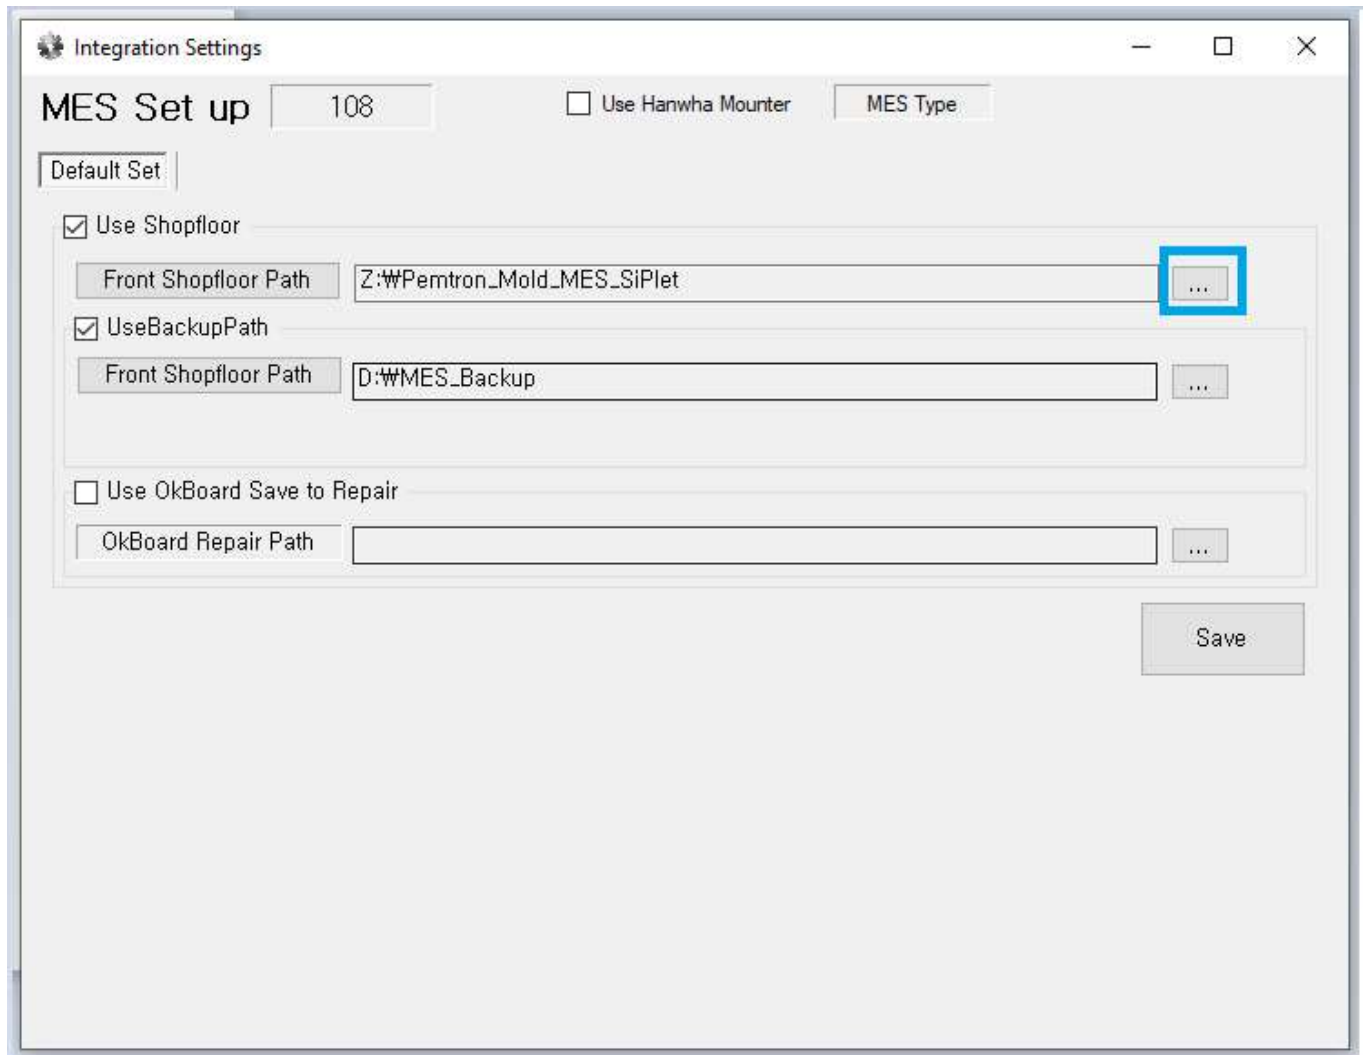 Integration Settings
MES Set up 108 Use Hanwha Mounter MES Type
Default Set
Use Shopfloor
Front Shopfloor Path Z:₩Pemtron_Mold_MES_SiPlet ...
UseBackupPath
Front Shopfloor Path D:₩MES_Backup ...
Use OkBoard Save to Repair
OkBoard Repair Path ...
Save